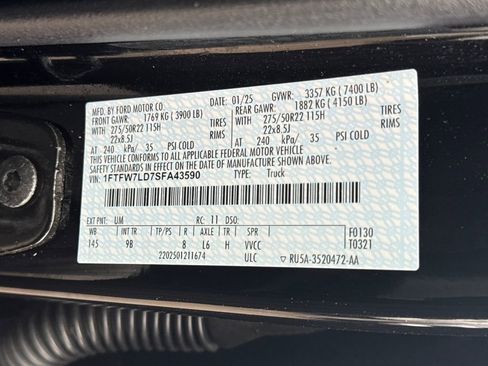 MFD. BY FORD MOTOR CO. DATE: 01/25 GVWR: 3357 KG ( 7400 LB)
FRONT GAWR: 1769 KG ( 3900 LB) REAR GAWR: 1882 KG ( 4150 LB)
WITH 275/50R22 115H TIRES WITH 275/50R22 115H TIRES
22x8.5J RIMS 22x8.5J RIMS
AT 240 kPa/ 35 PSI COLD AT 240 kPa/ 35 PSI COLD
THIS VEHICLE CONFORMS TO ALL APPLICABLE FEDERAL MOTOR VEHICLE
SAFETY STANDARDS IN EFFECT ON THE DATE OF MANUFACTURE SHOWN ABOVE.
VIN: 1FTFW7LD7SFA43590 TYPE: Truck
EXT PNT: UM RC: 11 DSO: F0130
WB INT TR TP/PS R AXLE TR SPR T0321
145 9B 8 L6 H VVCC
2202501211674 ULC RU5A-3520472-AA